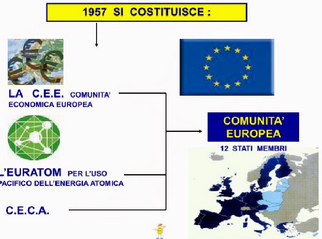 1957 SI COSTITUISCE :
LA C.E.E. COMUNITA'
ECONOMICA EUROPEA
COMUNITA'
EUROPEA
12 STATI MEMBRI
L'EURATOM PER L'USO
PACIFICO DELL'ENERGIA ATOMICA
C.E.C.A.